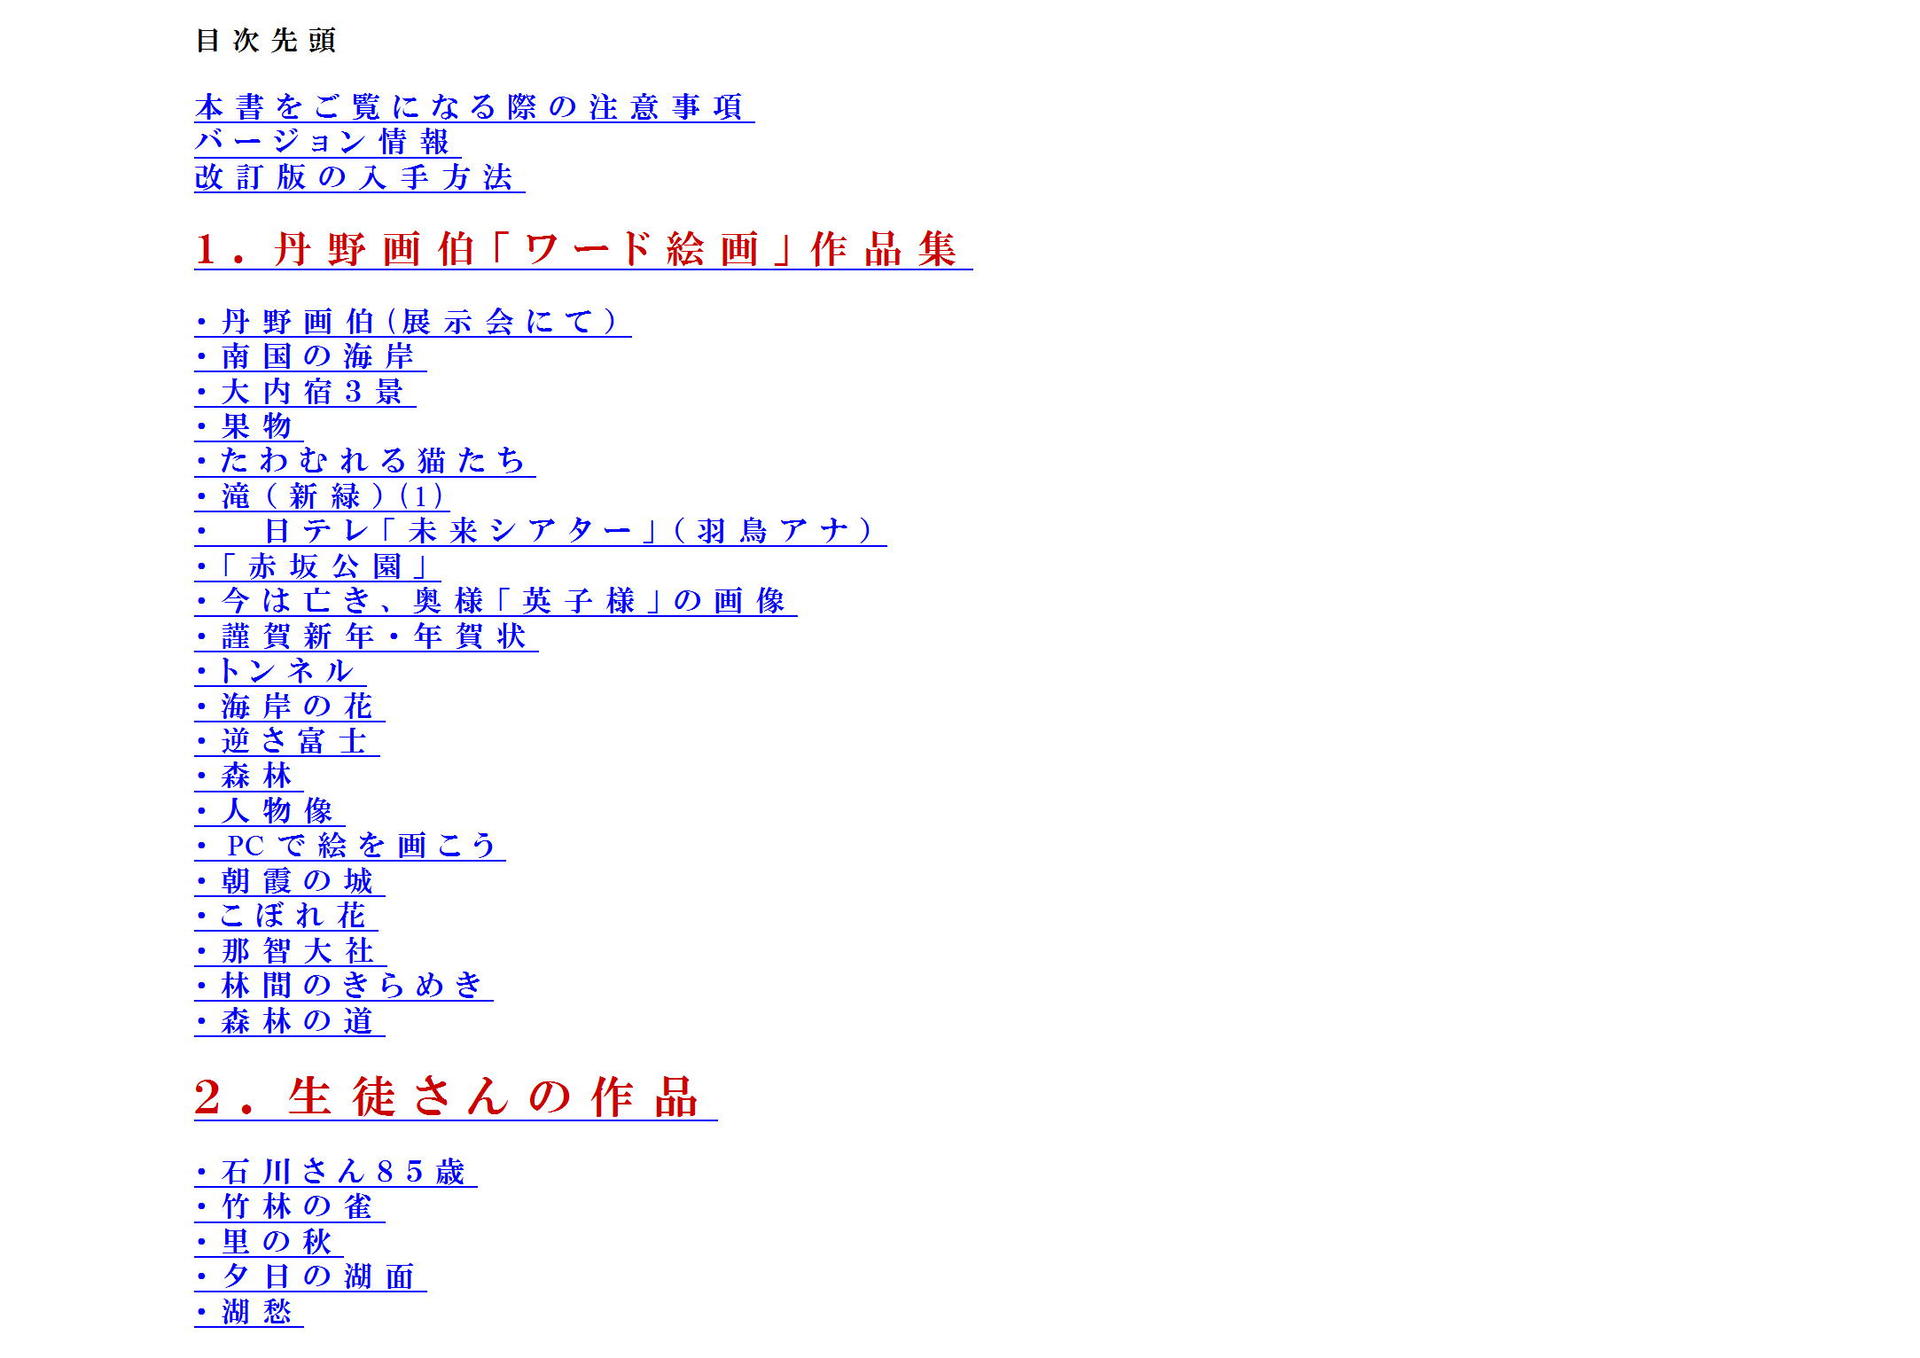 目次先頭
本書をご覧になる際の注意事項
バージョン情報
改訂版の入手方法
1．丹野画伯「ワード絵画」作品集
・丹野画伯(展示会にて）
・南国の海岸
・大内宿3景
・果物
・たわむれる猫たち
・滝（新緑）(1)
・　日テレ「未来シアター」（羽鳥アナ）
・「赤坂公園」
・今は亡き、奥様「英子様」の画像
・謹賀新年・年賀状
・トンネル
・海岸の花
・逆さ富士
・森林
・人物像
・PCで絵を画こう
・朝霞の城
・こぼれ花
・那智大社
・林間のきらめき
・森林の道
2．生徒さんの作品
・石川さん85歳
・竹林の雀
・里の秋
・夕日の湖面
・湖愁